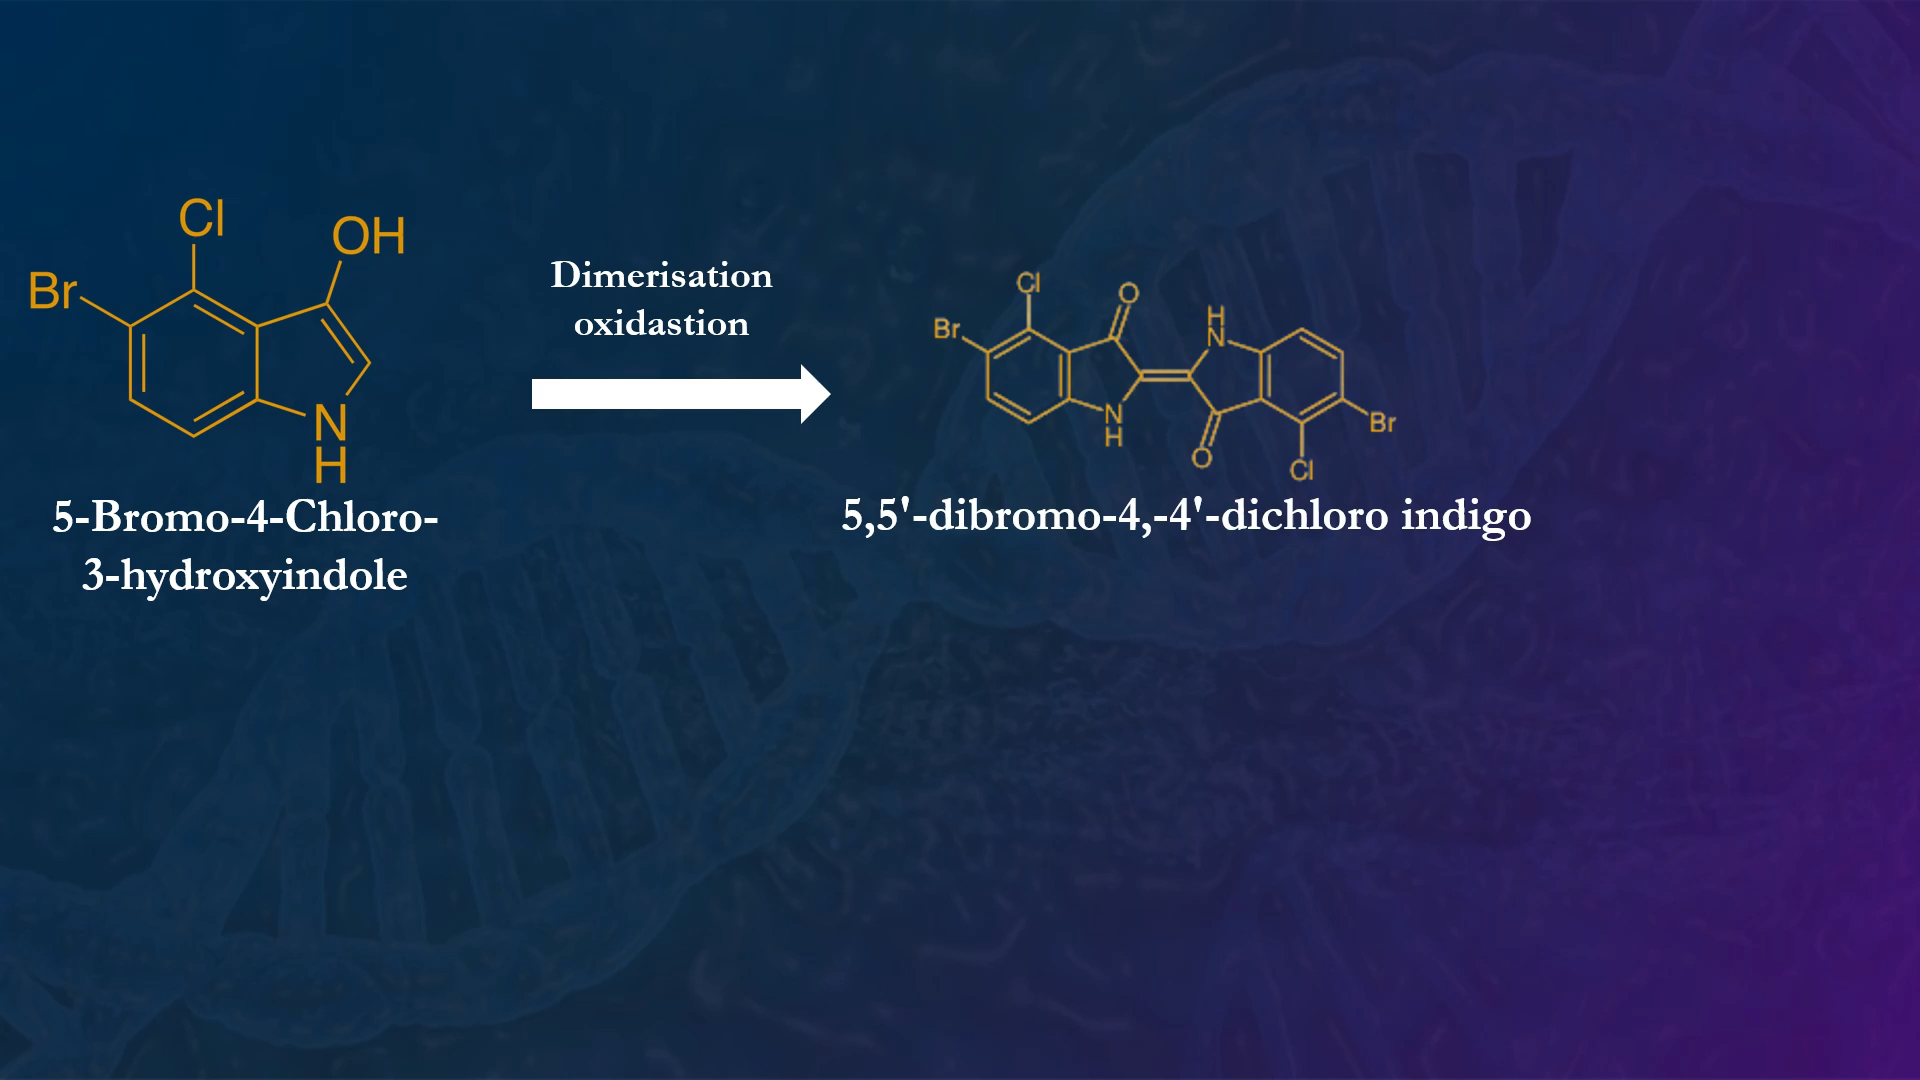 Cl
OH
Br
N
H
5-Bromo-4-Chloro-
3-hydroxyindole
Dimerisation
oxidastion
Cl
O
H
N
Br
N
H
Br
O
Cl
5,5'-dibromo-4,-4'-dichloro indigo